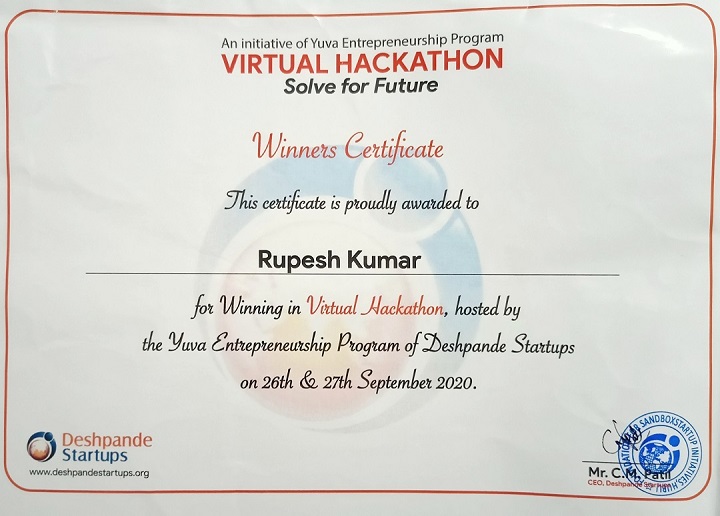 An initiative of Yuva Entrepreneurship Program
VIRTUAL HACKATHON
Solve for Future
Winners Certificate
This certificate is proudly awarded to
Rupesh Kumar
for Winning in Virtual Hackathon, hosted by
the Yuva Entrepreneurship Program of Deshpande Startups
on 26th & 27th September 2020.
Deshpande
Startups
www.deshpandestartups.org
Mr. C.M. Patil
CEO, Deshpande Startups
SANDBOXSTARTUP INITIATIVES HUBLI